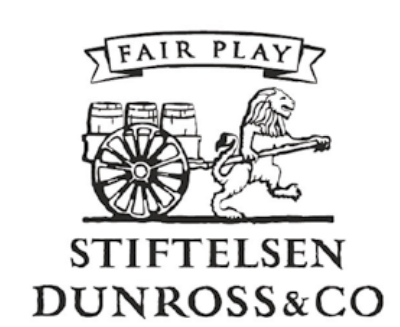 FAIR PLAY
STIFTELSEN
DUNROSS&CO